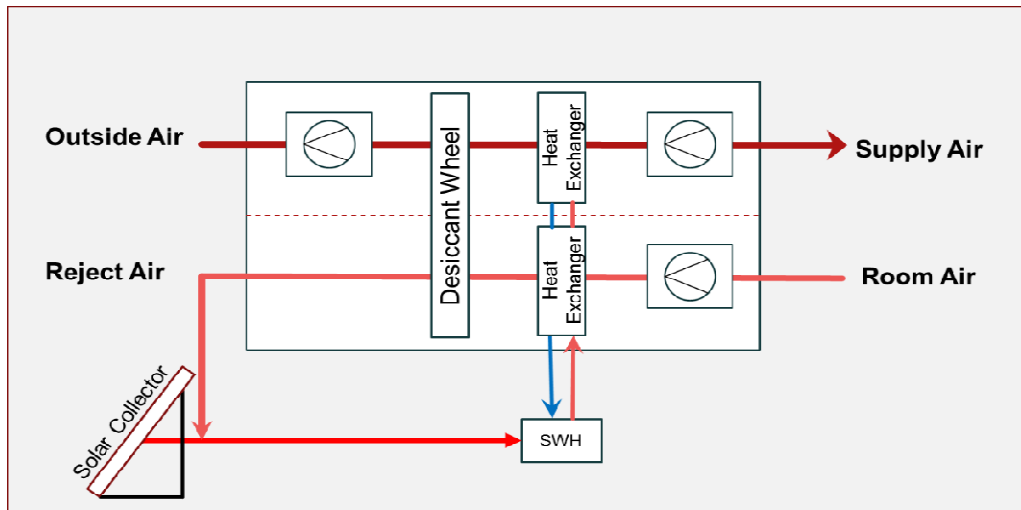 Outside Air
Desiccant Wheel
Heat
Exchanger
Supply Air
Reject Air
Heat
Exchanger
Room Air
Solar Collector
SWH